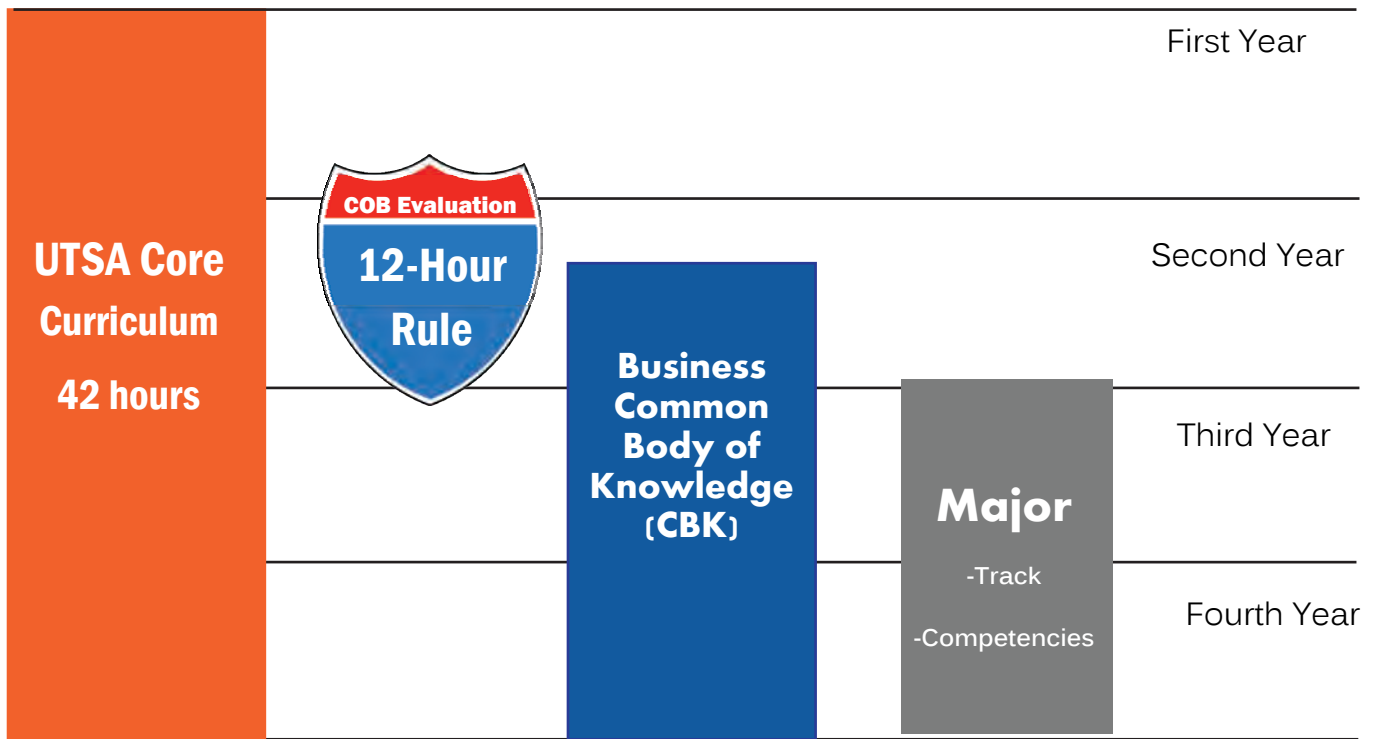 UTSA Core
Curriculum
42 hours
COB Evaluation
12-Hour
Rule
Business
Common
Body of
Knowledge
(CBK)
Major
-Track
-Competencies
First Year
Second Year
Third Year
Fourth Year